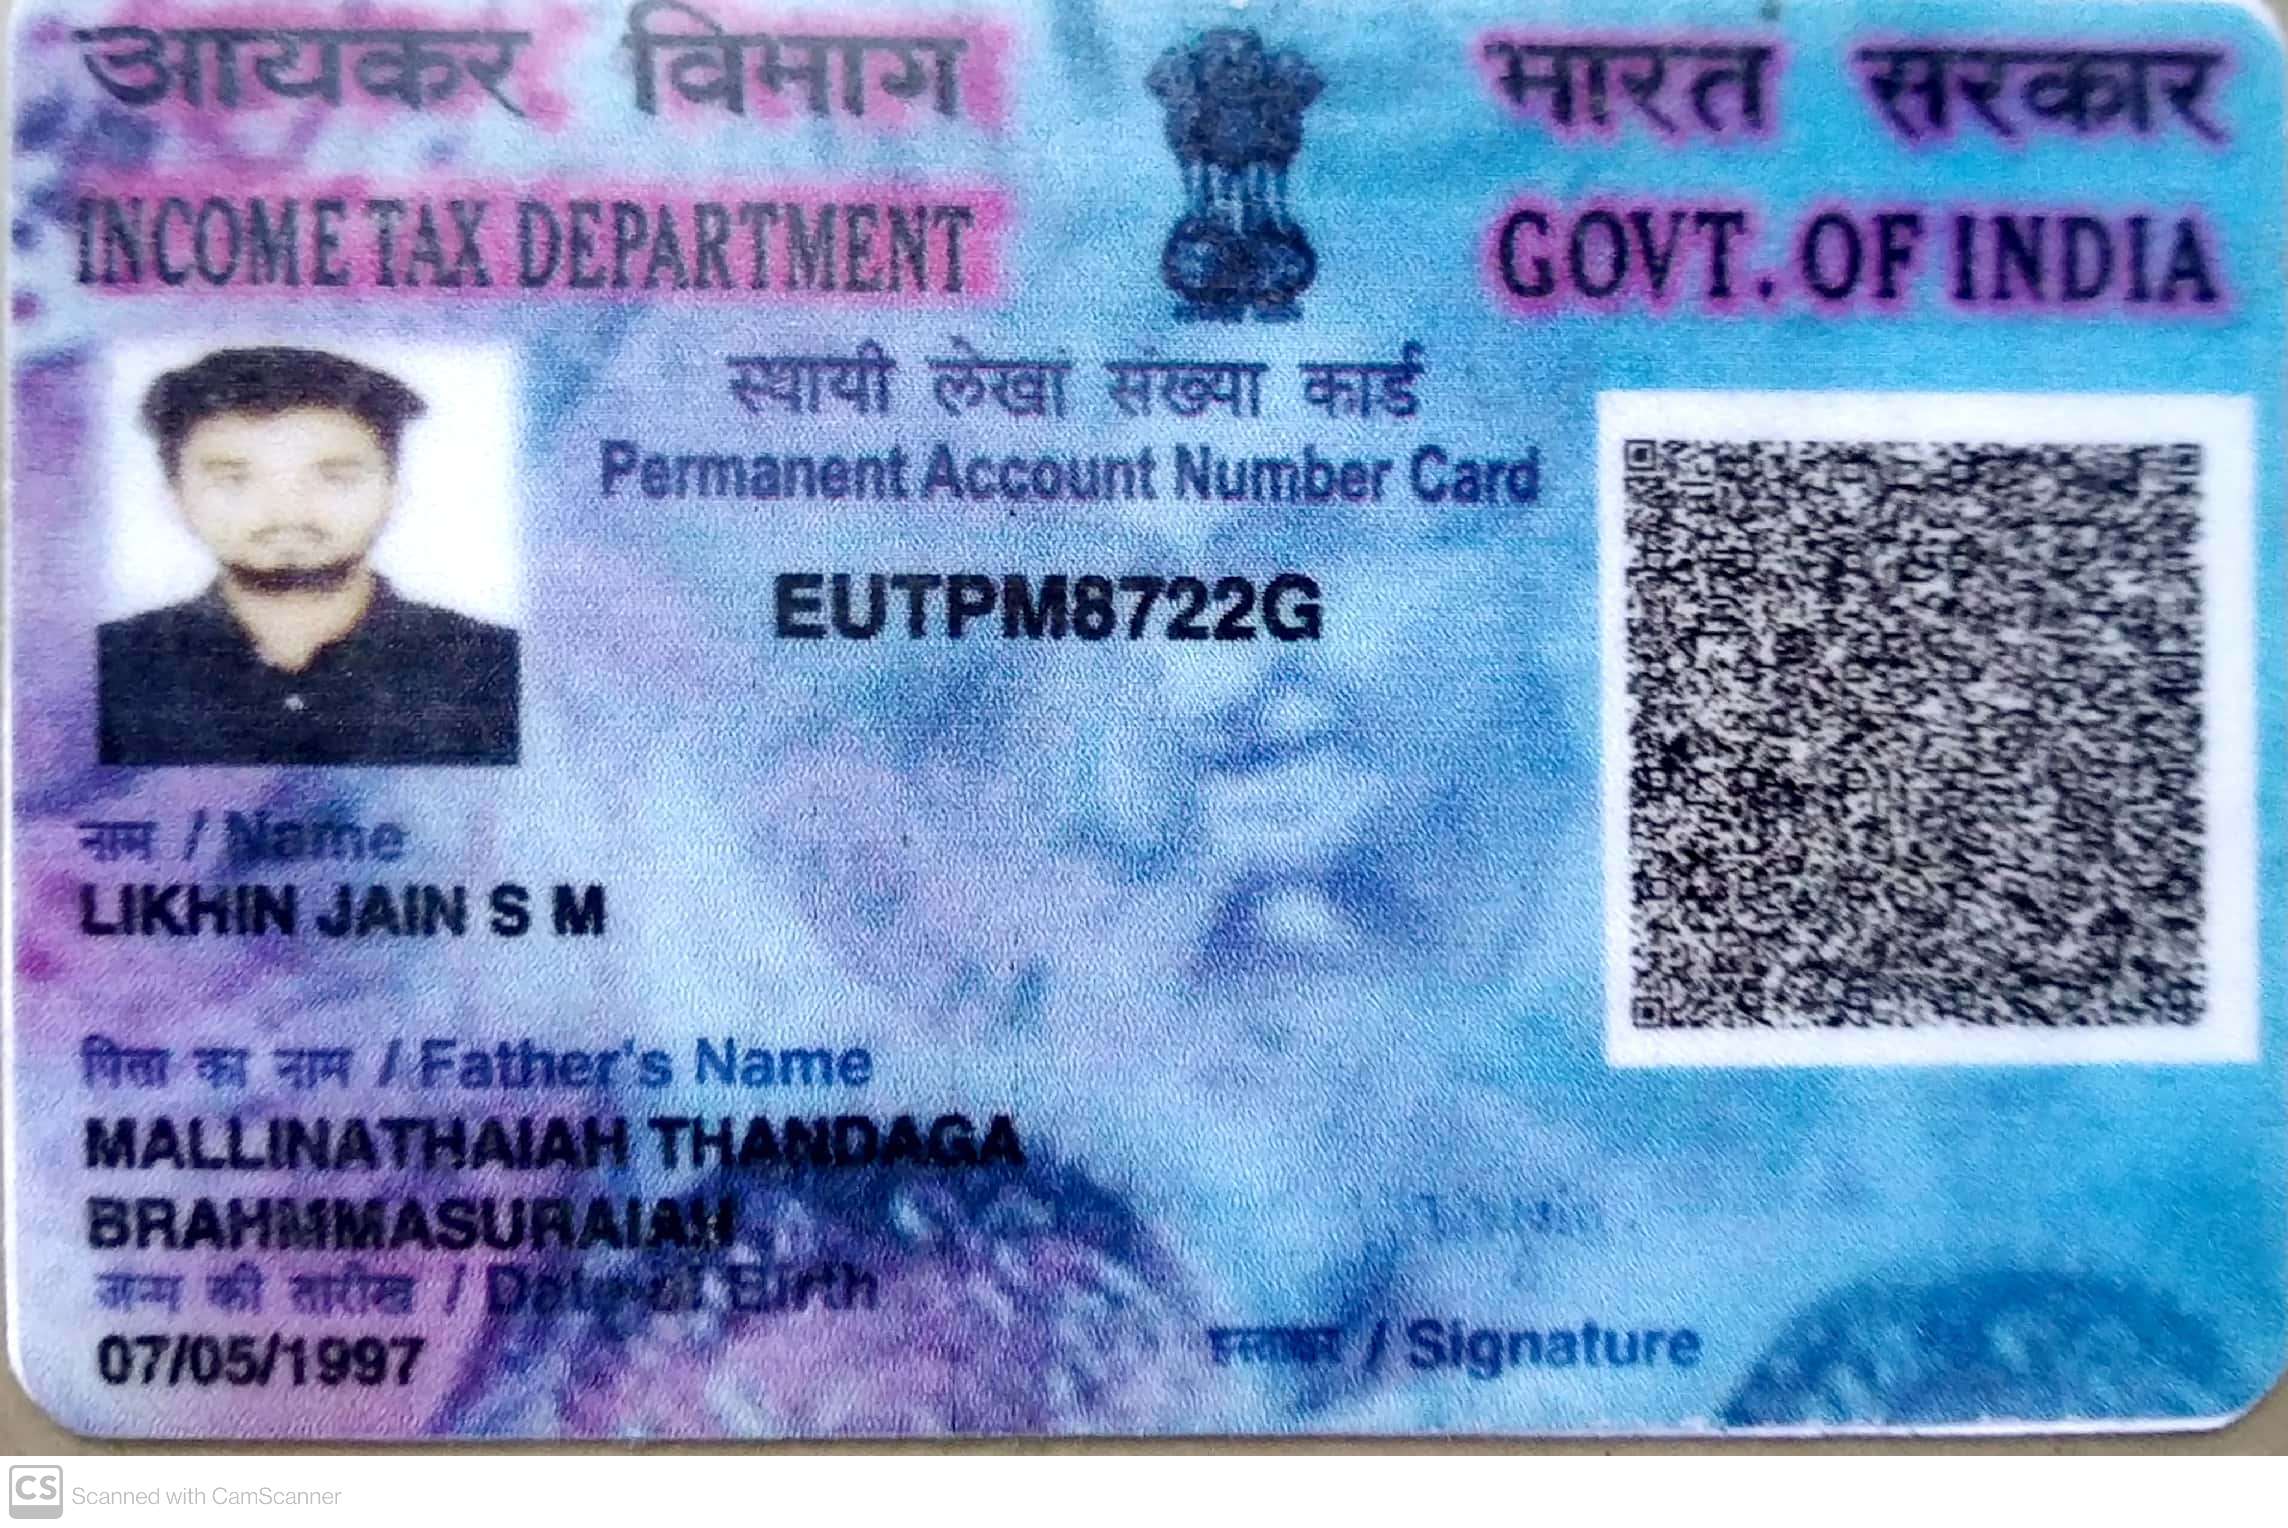 आयकर विभाग
INCOME TAX DEPARTMENT
भारत सरकार
GOVT. OF INDIA
स्थायी लेखा संख्या कार्ड
Permanent Account Number Card
EUTPM8722G
नाम / Name
LIKHIN JAIN S M
पिता का नाम / Father's Name
MALLINATHAIAH THANDAGA
BRAHMMASURAIAH
जन्म की तारीख / Date of Birth
07/05/1997
हस्ताक्षर / Signature
CS Scanned with CamScanner